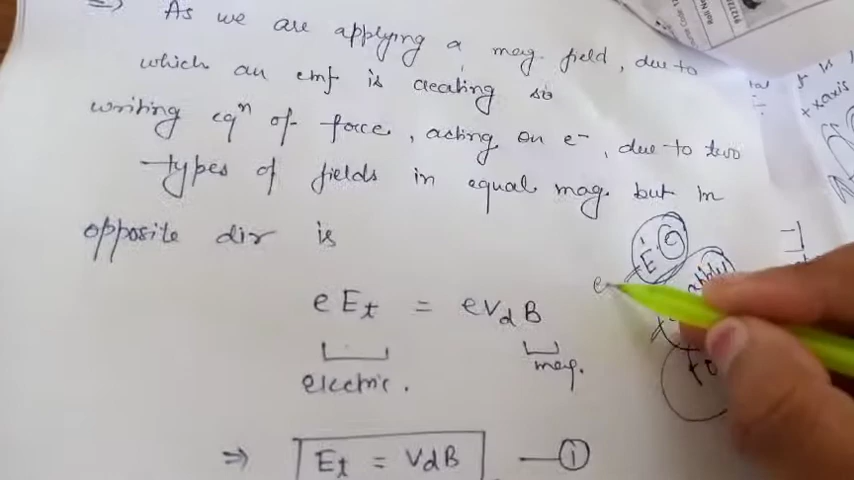 => As we are applying a mag. field, due to
which an emf is creating so
writing eqn of force, acting on e-, due to two
types of fields in equal mag. but in
opposite dir is
e Et = eVdB
electric. mag.
=> Et = VdB — 1